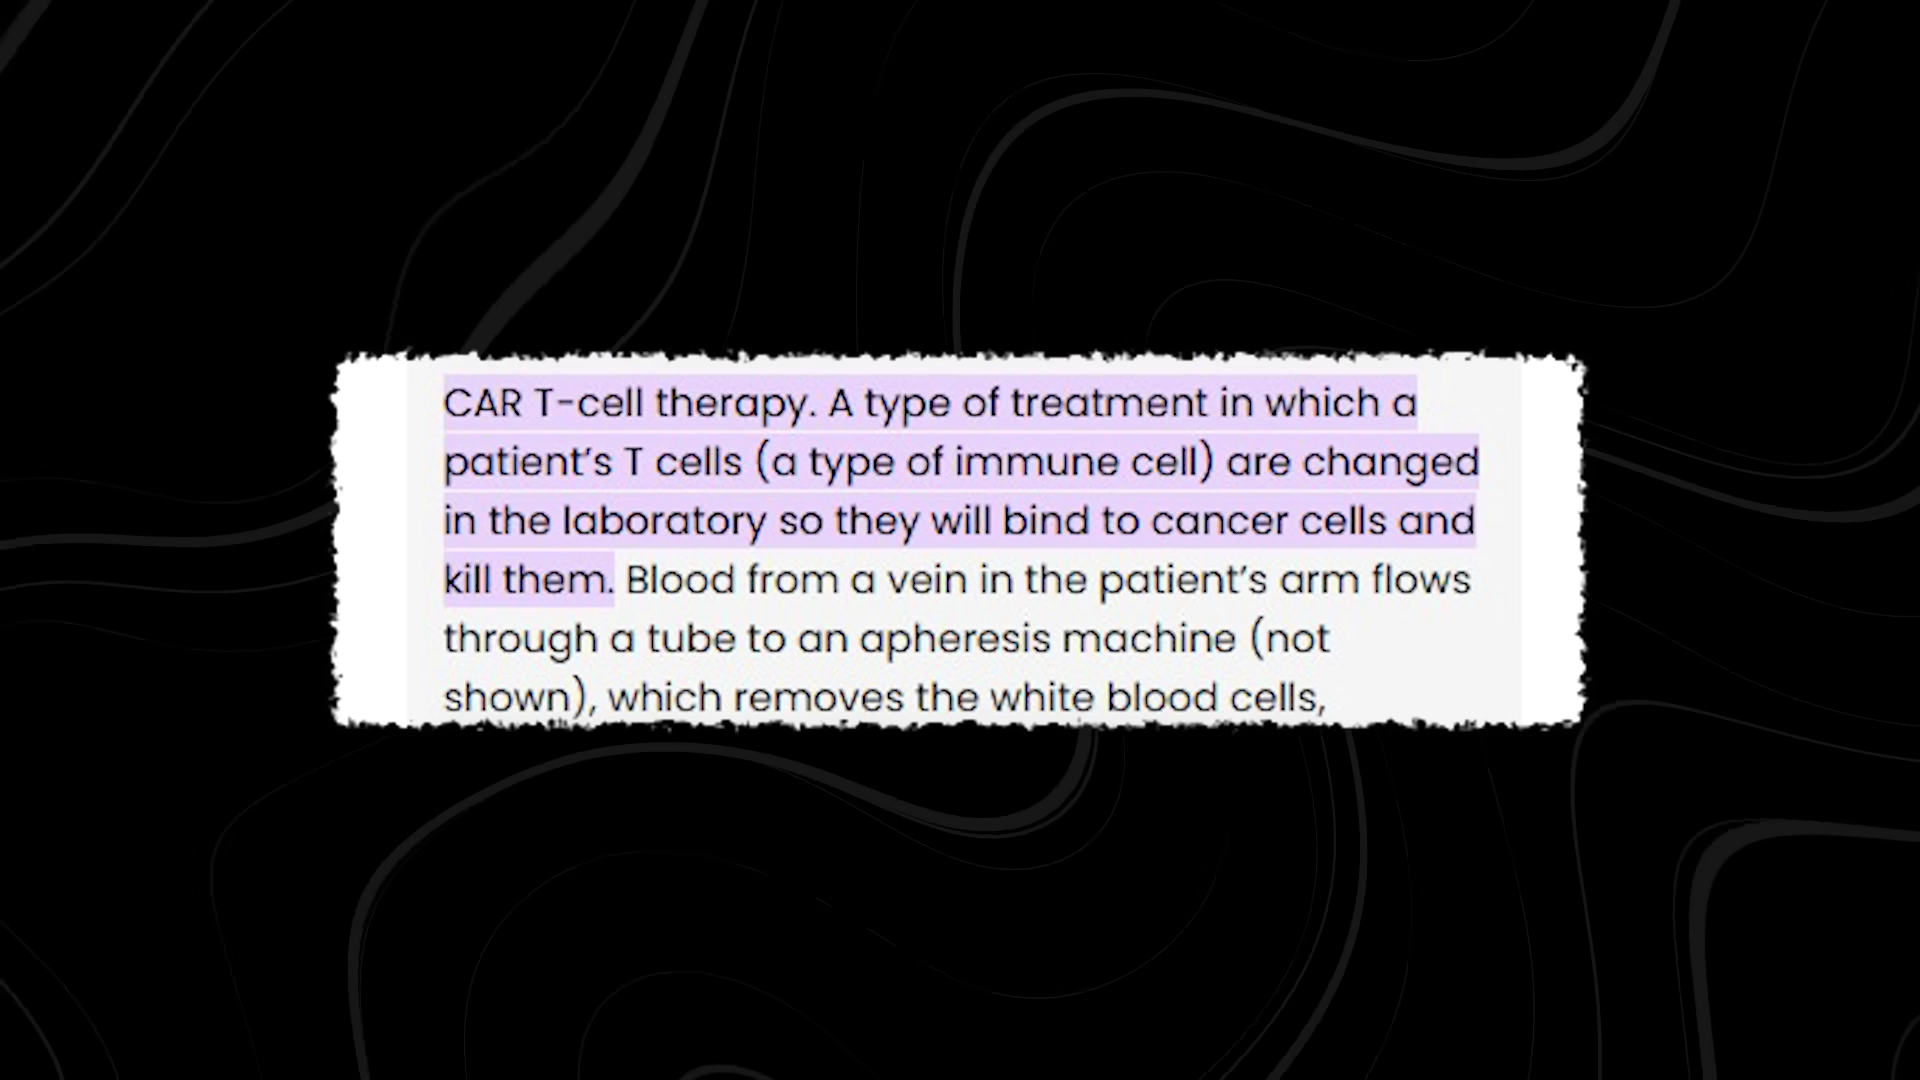 CAR T-cell therapy. A type of treatment in which a
patient’s T cells (a type of immune cell) are changed
in the laboratory so they will bind to cancer cells and
kill them. Blood from a vein in the patient’s arm flows
through a tube to an apheresis machine (not
shown), which removes the white blood cells,